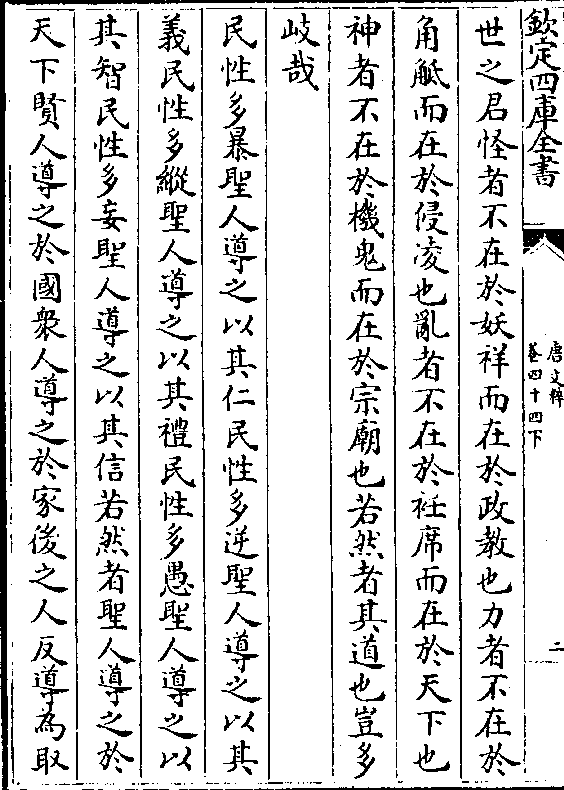 欽定四庫全書
唐文粹
卷四十四下
二
世之君怪者不在於妖祥而在於政教也力者不在於
角觝而在於侵凌也亂者不在於袵席而在於天下也
神者不在於機鬼而在於宗廟也若然者其道也豈多
岐哉
民性多暴聖人導之以其仁民性多逆聖人導之以其
義民性多縱聖人導之以其禮民性多愚聖人導之以
其智民性多妄聖人導之以其信若然者聖人導之於
天下賢人導之於國衆人導之於家後之人反導為取